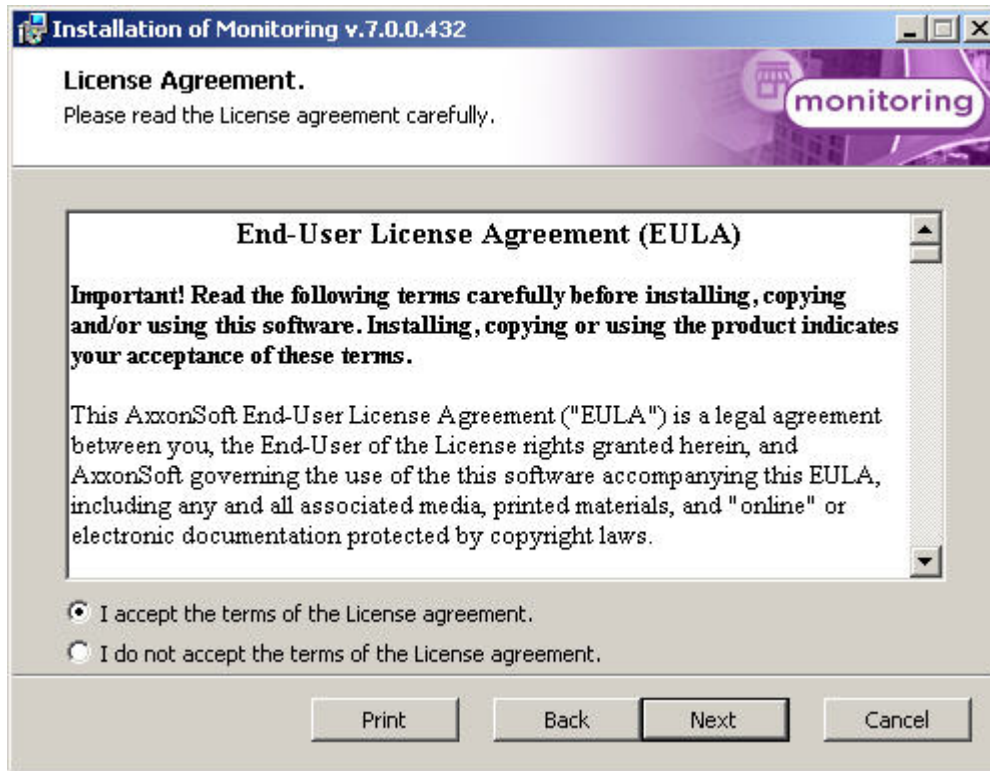 Installation of Monitoring v.7.0.0.432
License Agreement.
Please read the License agreement carefully.
monitoring
End-User License Agreement (EULA)
Important! Read the following terms carefully before installing, copying
and/or using this software. Installing, copying or using the product indicates
your acceptance of these terms.
This AxxonSoft End-User License Agreement ("EULA") is a legal agreement
between you, the End-User of the License rights granted herein, and
AxxonSoft governing the use of the this software accompanying this EULA,
including any and all associated media, printed materials, and "online" or
electronic documentation protected by copyright laws.
I accept the terms of the License agreement.
I do not accept the terms of the License agreement.
Print Back Next Cancel